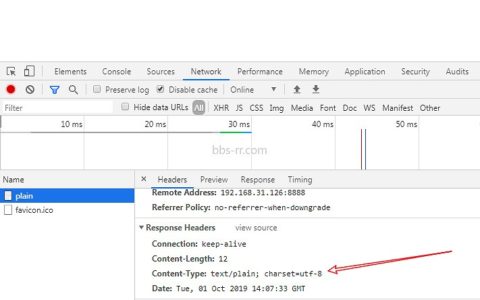 Elements Console Sources Network Performance Memory Application Security Audits
Preserve log Disable cache Online
Filter Hide data URLs All XHR JS CSS Img Media Font Doc WS Manifest Other
10 ms 20 ms 30 ms 40 ms 50 ms
bbs-rr.com
Name × Headers Preview Response Timing
plain
favicon.ico
Remote Address: 192.168.31.126:8888
Referrer Policy: no-referrer-when-downgrade
Response Headers view source
Connection: keep-alive
Content-Length: 12
Content-Type: text/plain; charset=utf-8
Date: Tue, 01 Oct 2019 14:07:33 GMT